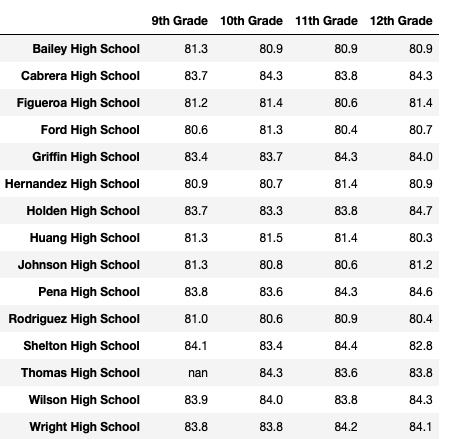 9th Grade 10th Grade 11th Grade 12th Grade
Bailey High School 81.3 80.9 80.9 80.9
Cabrera High School 83.7 84.3 83.8 84.3
Figueroa High School 81.2 81.4 80.6 81.4
Ford High School 80.6 81.3 80.4 80.7
Griffin High School 83.4 83.7 84.3 84.0
Hernandez High School 80.9 80.7 81.4 80.9
Holden High School 83.7 83.3 83.8 84.7
Huang High School 81.3 81.5 81.4 80.3
Johnson High School 81.3 80.8 80.6 81.2
Pena High School 83.8 83.6 84.3 84.6
Rodriguez High School 81.0 80.6 80.9 80.4
Shelton High School 84.1 83.4 84.4 82.8
Thomas High School nan 84.3 83.6 83.8
Wilson High School 83.9 84.0 83.8 84.3
Wright High School 83.8 83.8 84.2 84.1